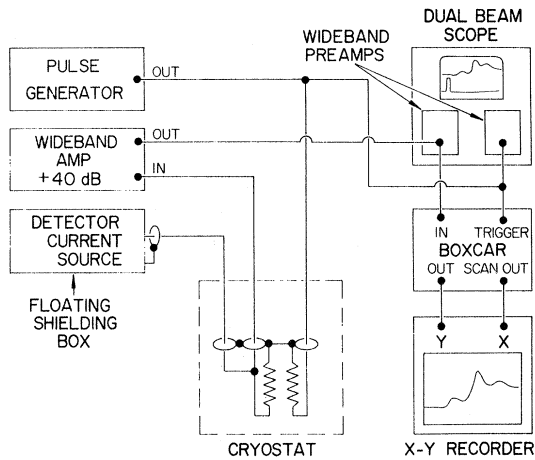 DUAL BEAM
SCOPE
WIDEBAND
PREAMPS
PULSE
GENERATOR
OUT
WIDEBAND
AMP
+40 dB
OUT
IN
DETECTOR
CURRENT
SOURCE
FLOATING
SHIELDING
BOX
IN
TRIGGER
BOXCAR
OUT
SCAN OUT
Y
X
CRYOSTAT
X-Y RECORDER